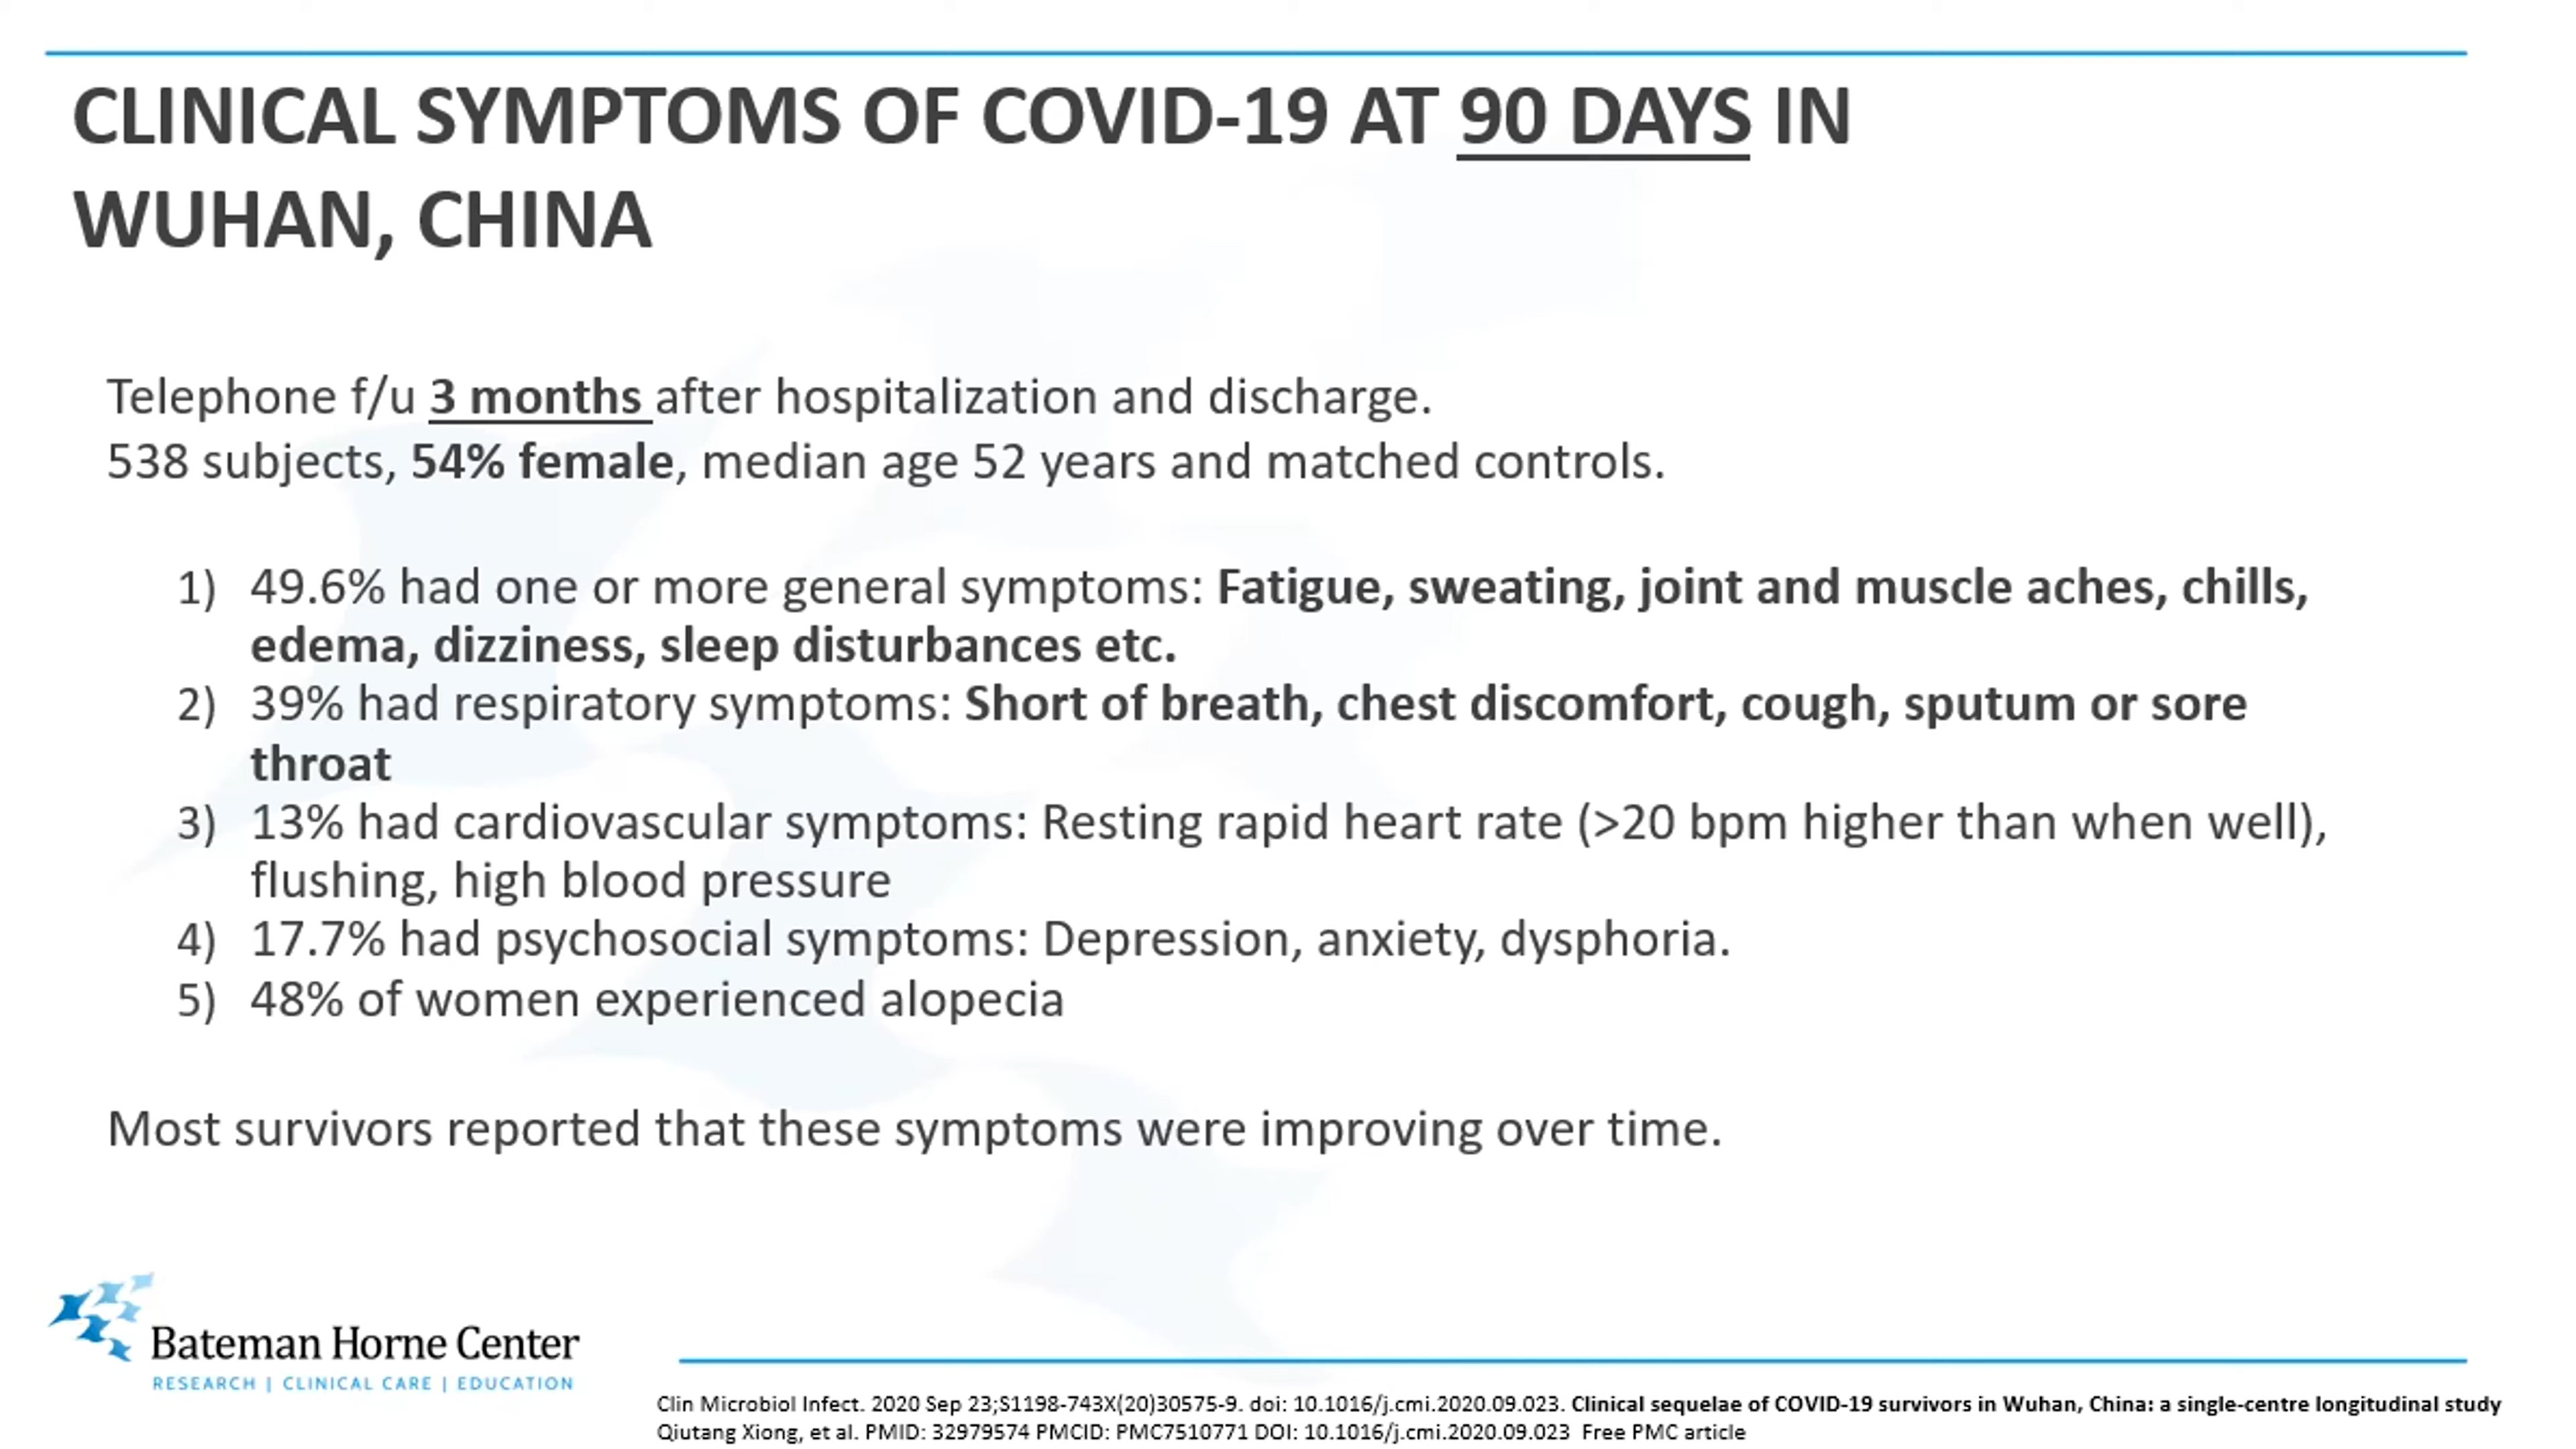 CLINICAL SYMPTOMS OF COVID-19 AT 90 DAYS IN
WUHAN, CHINA
Telephone f/u 3 months after hospitalization and discharge.
538 subjects, 54% female, median age 52 years and matched controls.
1) 49.6% had one or more general symptoms: Fatigue, sweating, joint and muscle aches, chills,
edema, dizziness, sleep disturbances etc.
2) 39% had respiratory symptoms: Short of breath, chest discomfort, cough, sputum or sore
throat
3) 13% had cardiovascular symptoms: Resting rapid heart rate (>20 bpm higher than when well),
flushing, high blood pressure
4) 17.7% had psychosocial symptoms: Depression, anxiety, dysphoria.
5) 48% of women experienced alopecia
Most survivors reported that these symptoms were improving over time.
Bateman Horne Center
RESEARCH | CLINICAL CARE | EDUCATION
Clin Microbiol Infect. 2020 Sep 23;S1198-743X(20)30575-9. doi: 10.1016/j.cmi.2020.09.023. Clinical sequelae of COVID-19 survivors in Wuhan, China: a single-centre longitudinal study
Qiutang Xiong, et al. PMID: 32979574 PMCID: PMC7510771 DOI: 10.1016/j.cmi.2020.09.023 Free PMC article